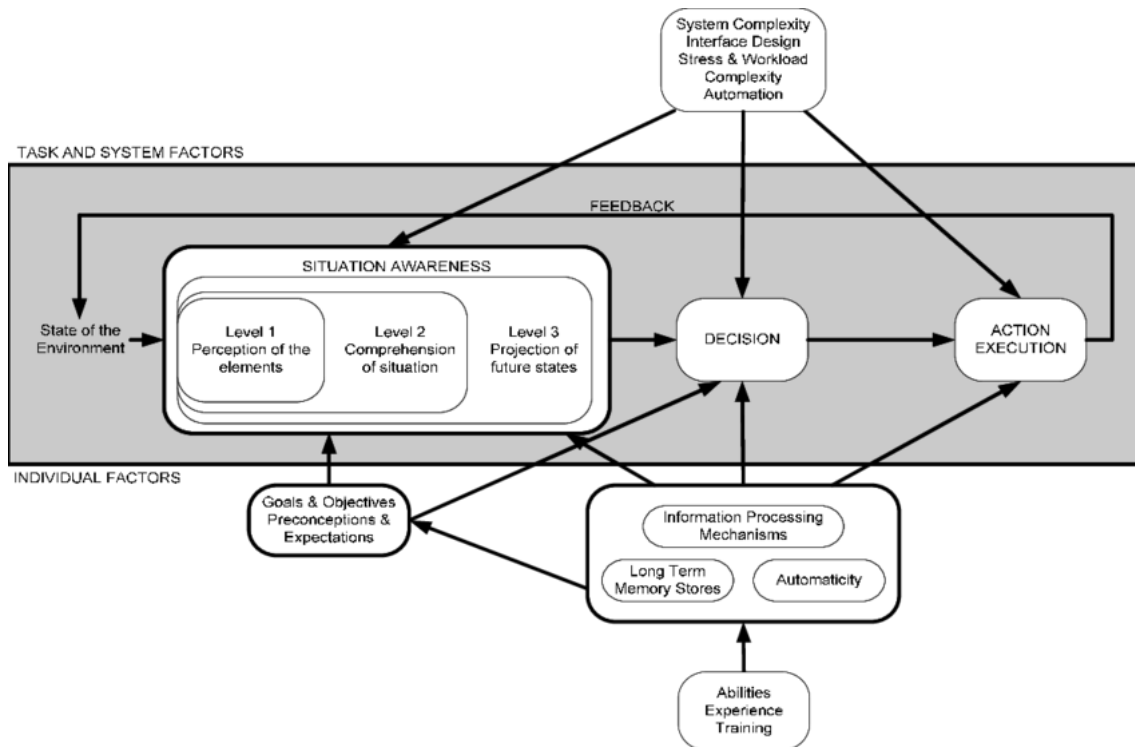 System Complexity
Interface Design
Stress & Workload
Complexity
Automation
TASK AND SYSTEM FACTORS
FEEDBACK
SITUATION AWARENESS
State of the
Environment
Level 1
Perception of the
elements
Level 2
Comprehension
of situation
Level 3
Projection of
future states
DECISION
ACTION
EXECUTION
INDIVIDUAL FACTORS
Goals & Objectives
Preconceptions &
Expectations
Information Processing
Mechanisms
Long Term
Memory Stores
Automaticity
Abilities
Experience
Training